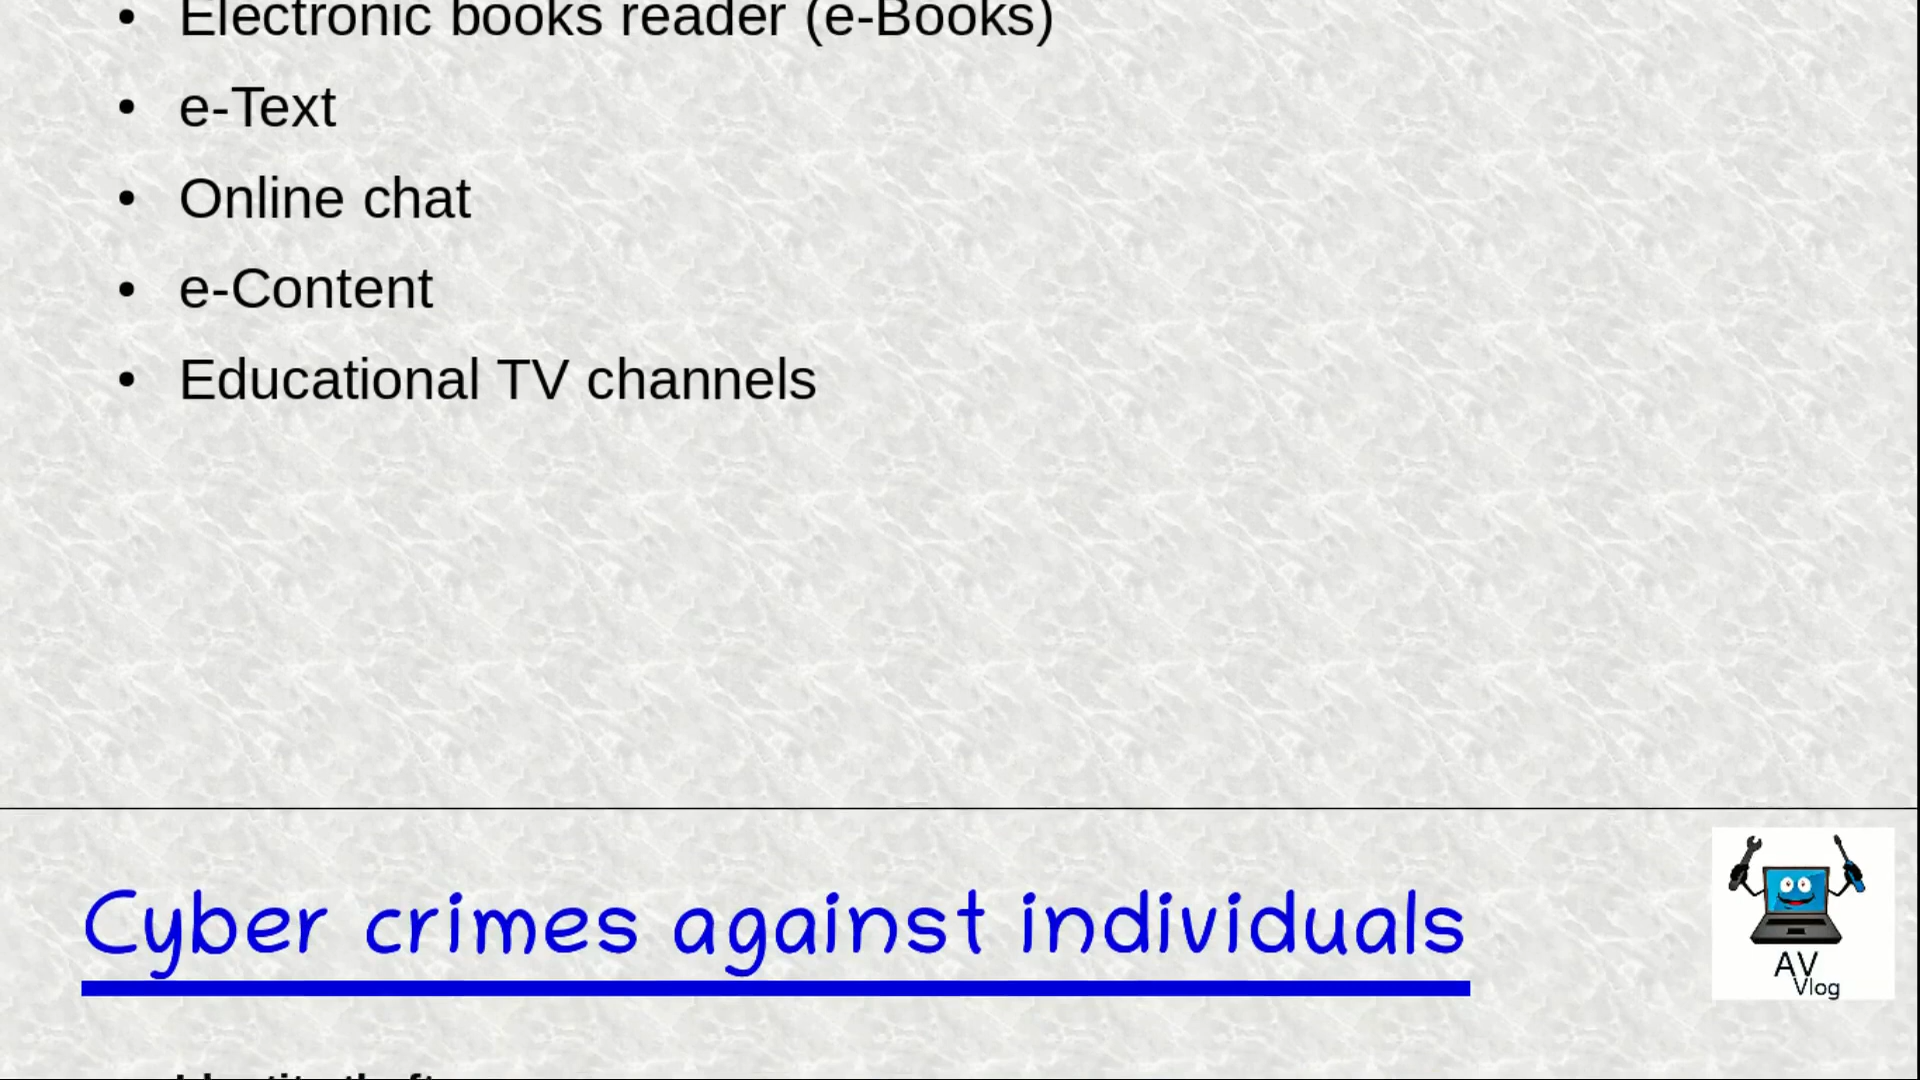 • Electronic books reader (e-Books)
• e-Text
• Online chat
• e-Content
• Educational TV channels
Cyber crimes against individuals
AV
Vlog